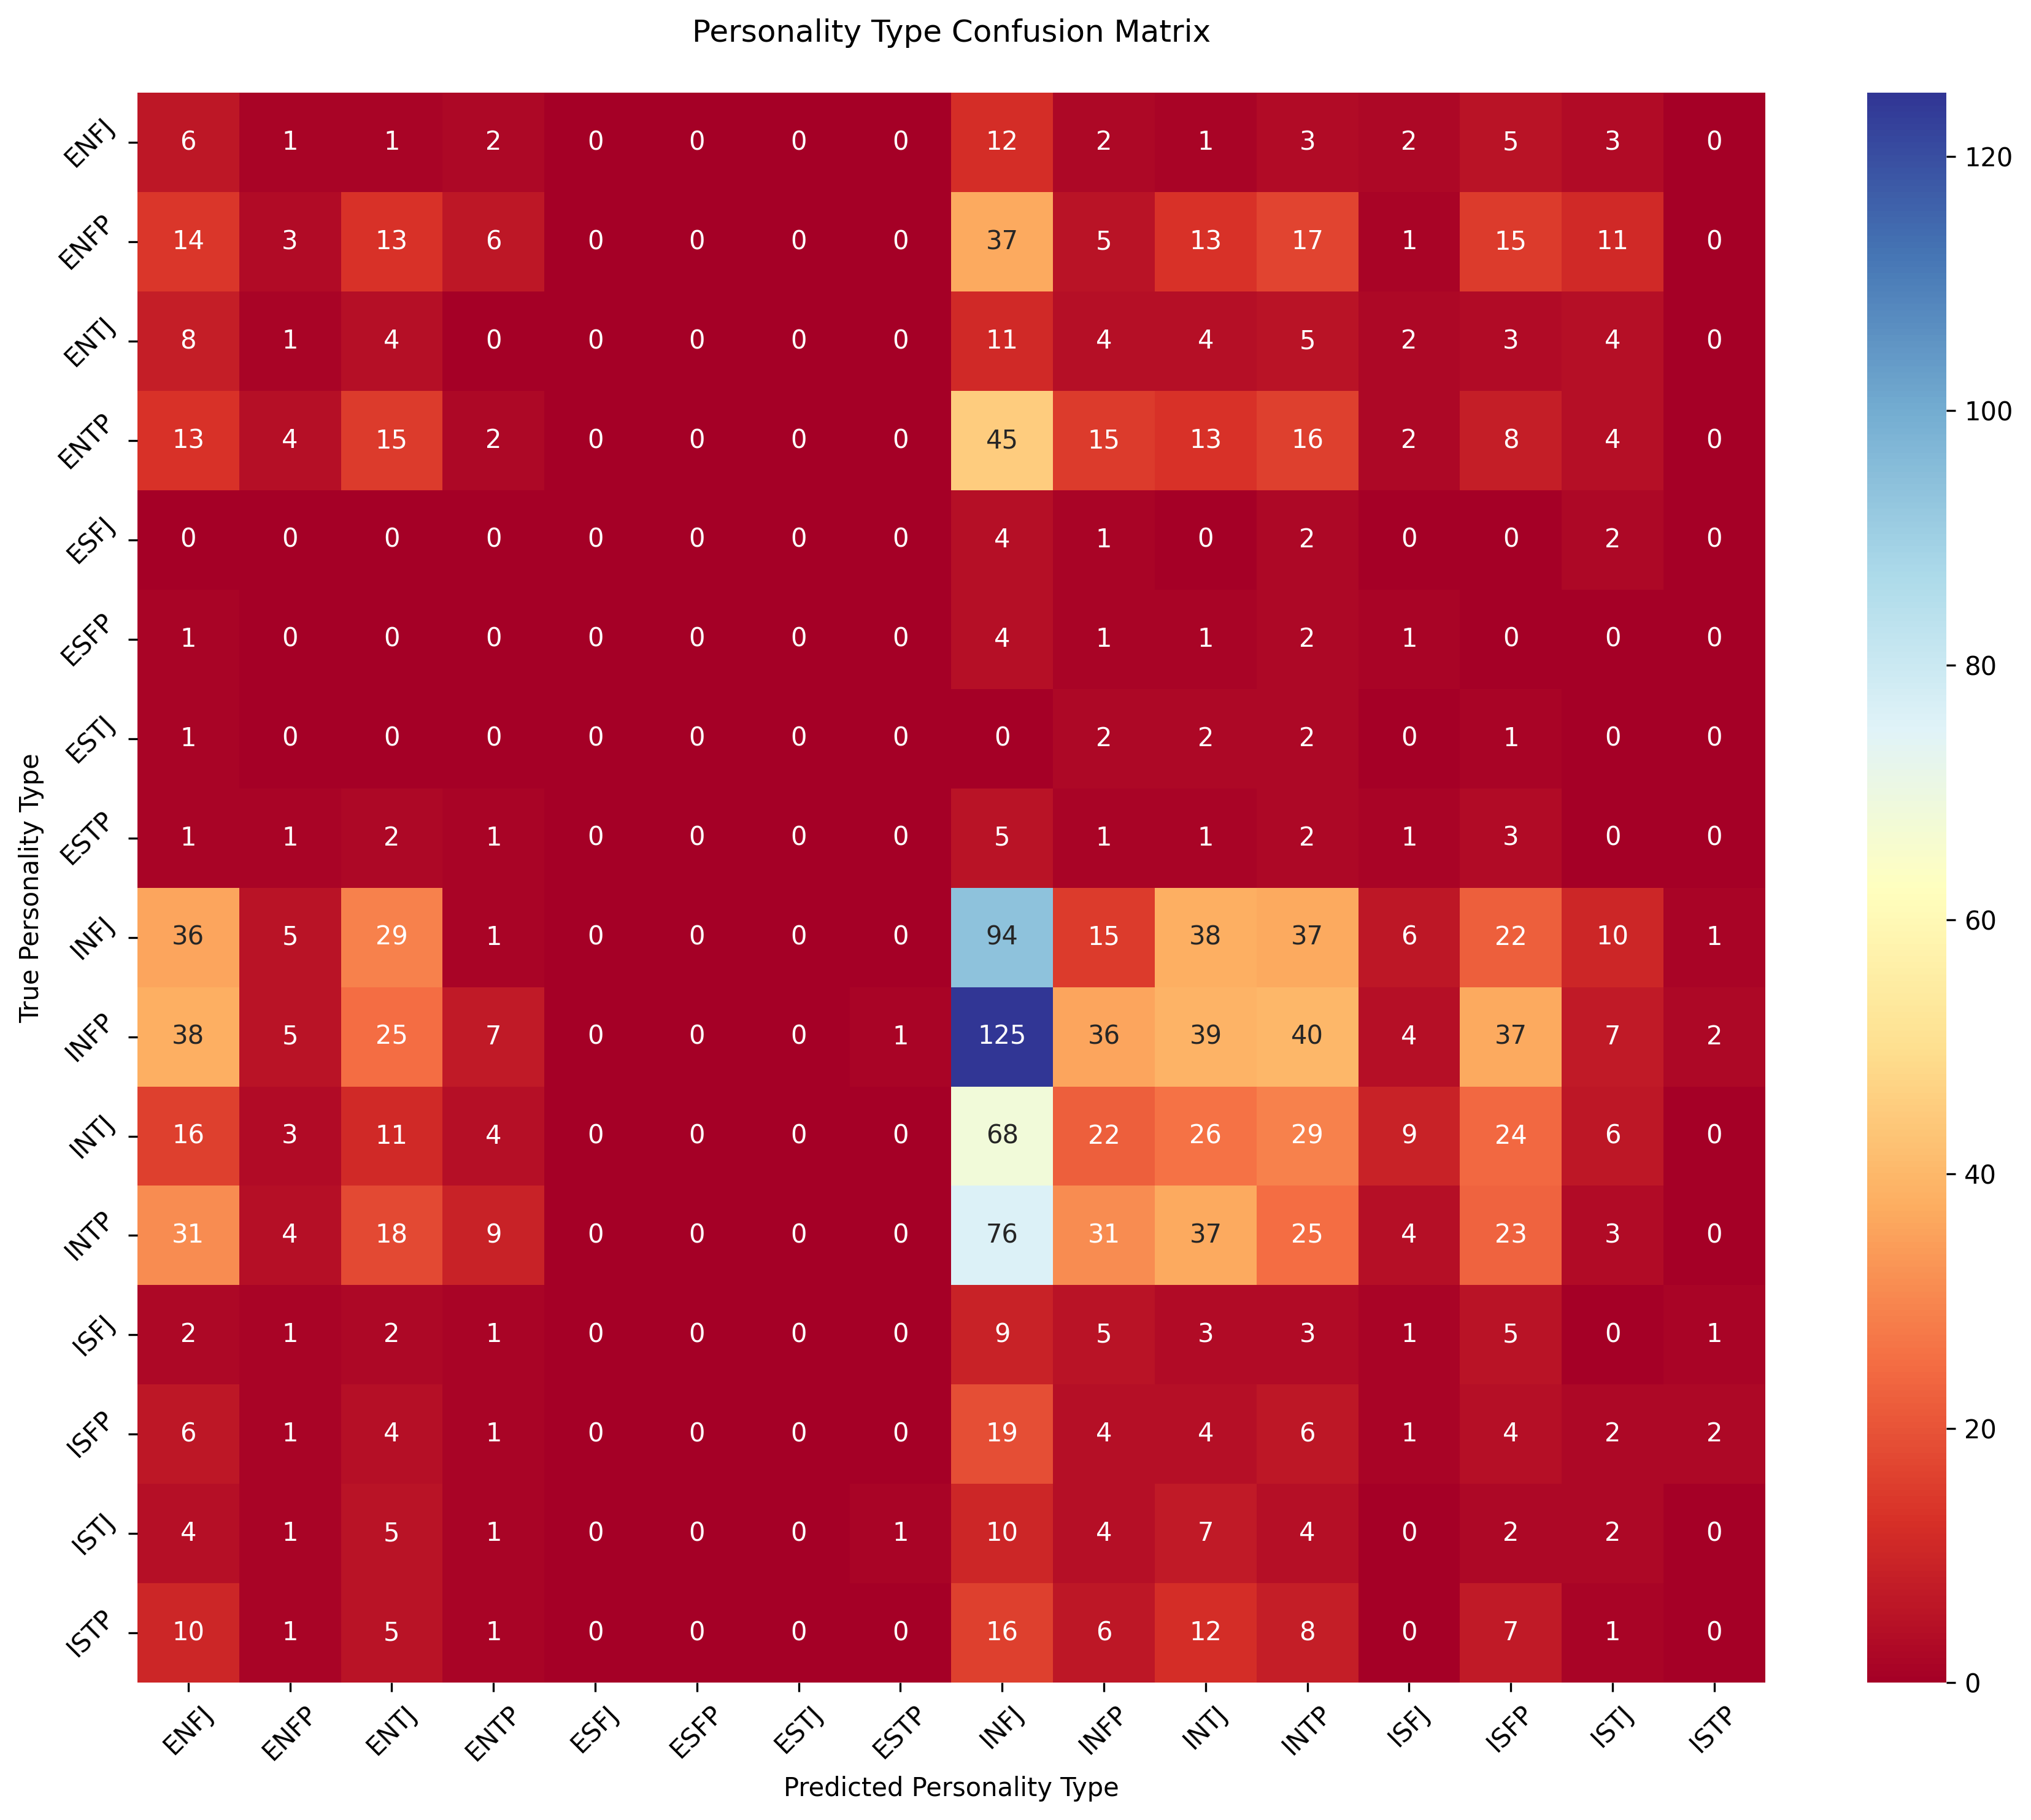 Personality Type Confusion Matrix
ENFJ 6 1 1 2 0 0 0 0 12 2 1 3 2 5 3 0
ENFP 14 3 13 6 0 0 0 0 37 5 13 17 1 15 11 0
ENTJ 8 1 4 0 0 0 0 0 11 4 4 5 2 3 4 0
ENTP 13 4 15 2 0 0 0 0 45 15 13 16 2 8 4 0
ESFJ 0 0 0 0 0 0 0 0 4 1 0 2 0 0 2 0
ESFP 1 0 0 0 0 0 0 0 4 1 1 2 1 0 0 0
ESTJ 1 0 0 0 0 0 0 0 0 2 2 2 0 1 0 0
ESTP 1 1 2 1 0 0 0 0 5 1 1 2 1 3 0 0
INFJ 36 5 29 1 0 0 0 0 94 15 38 37 6 22 10 1
INFP 38 5 25 7 0 0 0 1 125 36 39 40 4 37 7 2
INTJ 16 3 11 4 0 0 0 0 68 22 26 29 9 24 6 0
INTP 31 4 18 9 0 0 0 0 76 31 37 25 4 23 3 0
ISFJ 2 1 2 1 0 0 0 0 9 5 3 3 1 5 0 1
ISFP 6 1 4 1 0 0 0 0 19 4 4 6 1 4 2 2
ISTJ 4 1 5 1 0 0 0 1 10 4 7 4 0 2 2 0
ISTP 10 1 5 1 0 0 0 0 16 6 12 8 0 7 1 0
ENFJ ENFP ENTJ ENTP ESFJ ESFP ESTJ ESTP INFJ INFP INTJ INTP ISFJ ISFP ISTJ ISTP
Predicted Personality Type
True Personality Type
120
100
80
60
40
20
0